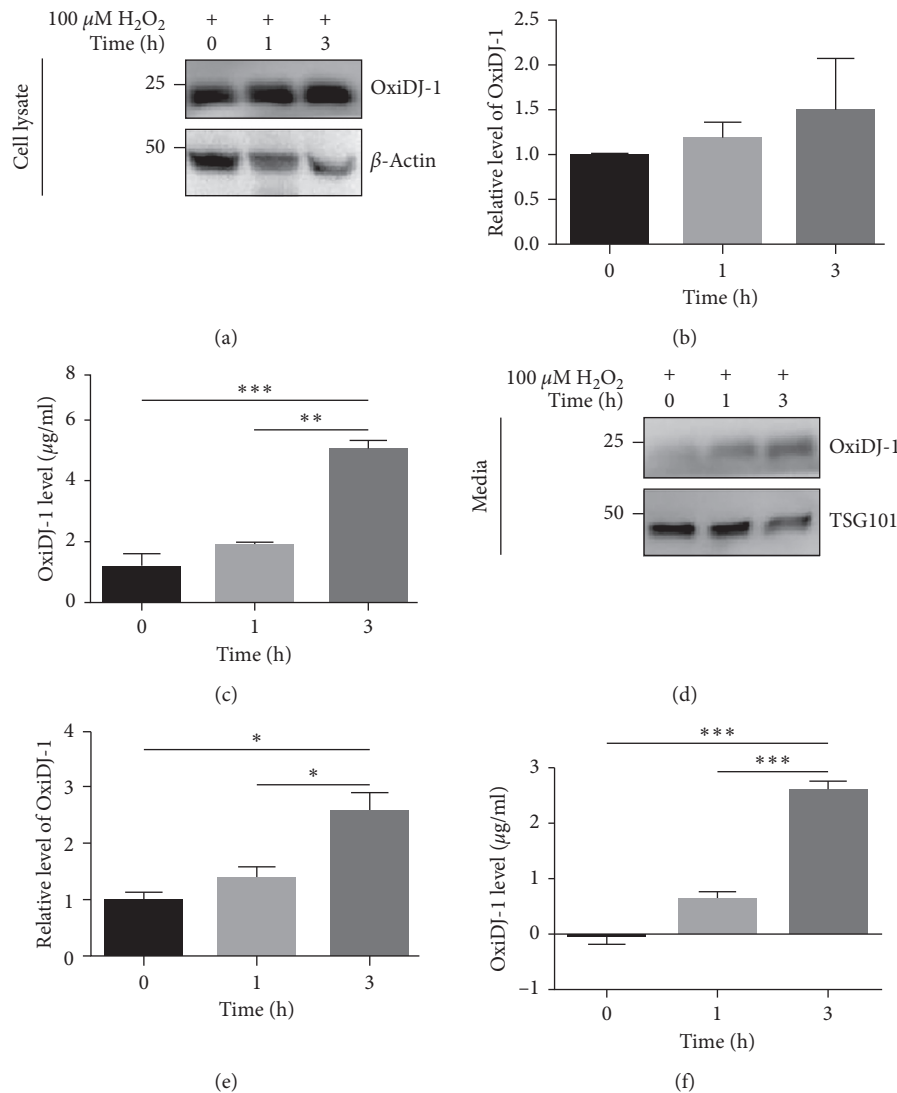 100 μM H₂O₂ + + +
Time (h) 0 1 3
Cell lysate
25
OxiDJ-1
50
β-Actin
(a)
Relative level of OxiDJ-1
2.5
2.0
1.5
1.0
0.5
0.0
0 1 3
Time (h)
(b)
OxiDJ-1 level (μg/ml)
8
6
4
2
0
***
**
0 1 3
Time (h)
(c)
100 μM H₂O₂ + + +
Time (h) 0 1 3
Media
25
OxiDJ-1
50
TSG101
(d)
Relative level of OxiDJ-1
4
3
2
1
0
*
*
0 1 3
Time (h)
(e)
OxiDJ-1 level (μg/ml)
3
2
1
0
−1
***
***
0 1 3
Time (h)
(f)